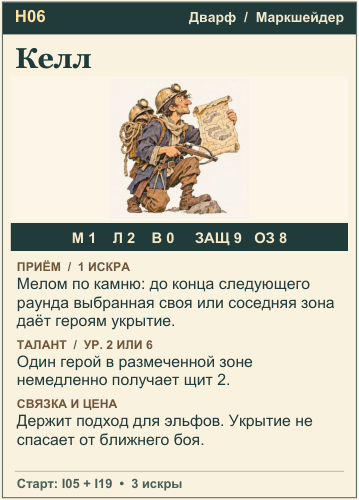 H06
Дварф / Маркшейдер
Келл
М 1 Л 2 В 0 ЗАЩ 9 ОЗ 8
ПРИЁМ / 1 ИСКРА
Мелом по камню: до конца следующего
раунда выбранная своя или соседняя зона
даёт героям укрытие.
ТАЛАНТ / УР. 2 ИЛИ 6
Один герой в размеченной зоне
немедленно получает щит 2.
СВЯЗКА И ЦЕНА
Держит подход для эльфов. Укрытие не
спасает от ближнего боя.
Старт: I05 + I19 • 3 искры